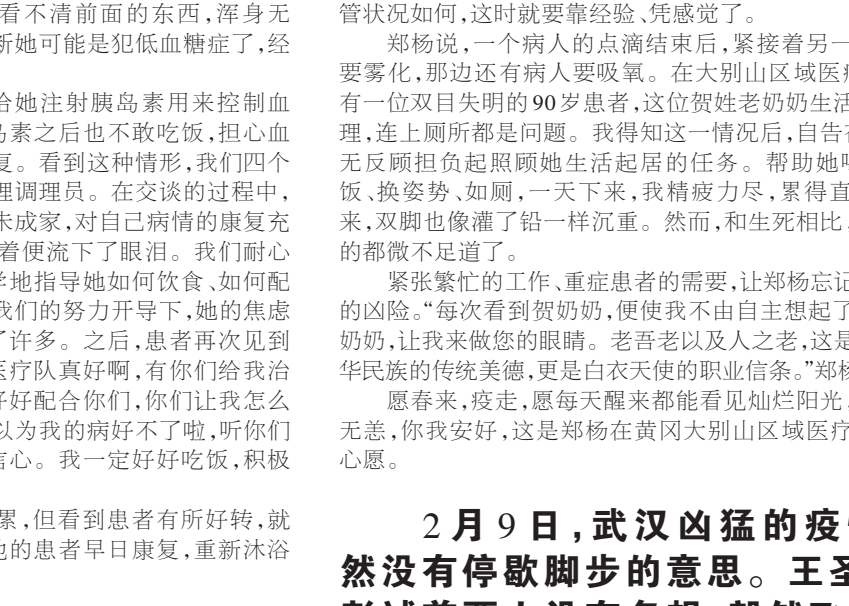 看不清前面的东西，浑身无
新她可能是犯低血糖症了，经
给她注射胰岛素用来控制血
岛素之后也不敢吃饭，担心血
复。看到这种情形，我们四个
理调理员。在交谈的过程中，
未成家，对自己病情的康复充
着便流下了眼泪。我们耐心
学地指导她如何饮食、如何配
我们的努力开导下，她的焦虑
了许多。之后，患者再次见到
医疗队真好啊，有你们给我治
好好配合你们，你们让我怎么
以为我的病好不了啦，听你们
信心。我一定好好吃饭，积极
累，但看到患者有所好转，就
他的患者早日康复，重新沐浴
管状况如何，这时就要靠经验、凭感觉了。
郑杨说，一个病人的点滴结束后，紧接着另一
要雾化，那边还有病人要吸氧。在大别山区域医疗
有一位双目失明的90岁患者，这位贺姓老奶奶生活
理，连上厕所都是问题。我得知这一情况后，自告
无反顾担负起照顾她生活起居的任务。帮助她
饭、换姿势、如厕，一天下来，我精疲力尽，累得直
来，双脚也像灌了铅一样沉重。然而，和生死相比，
的都微不足道了。
紧张繁忙的工作、重症患者的需要，让郑杨忘记
的凶险。“每次看到贺奶奶，便使我不由自主想起了
奶奶，让我来做您的眼睛。老吾老以及人之老，这是
华民族的传统美德，更是白衣天使的职业信条。”郑杨
愿春来，疫走，愿每天醒来都能看见灿烂阳光，
无恙，你我安好，这是郑杨在黄冈大别山区域医疗
心愿。
2月9日，武汉凶猛的疫
然没有停歇脚步的意思。王圣